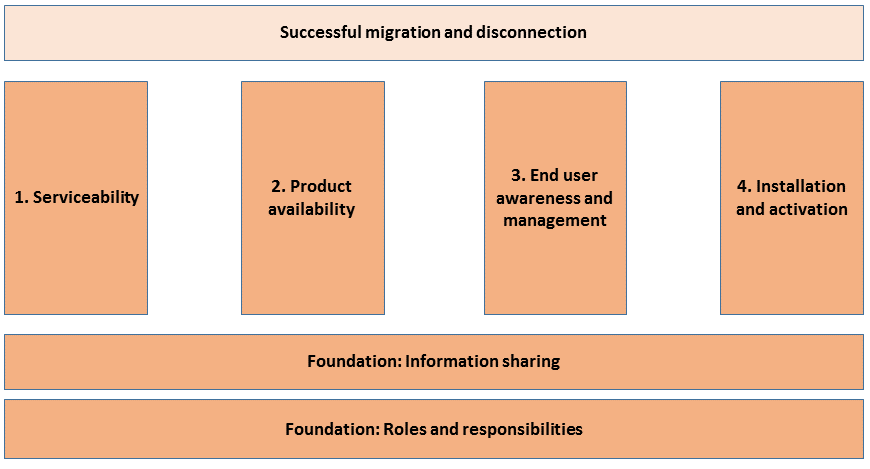 Successful migration and disconnection
1. Serviceability
2. Product
availability
3. End user
awareness and
management
4. Installation
and activation
Foundation: Information sharing
Foundation: Roles and responsibilities